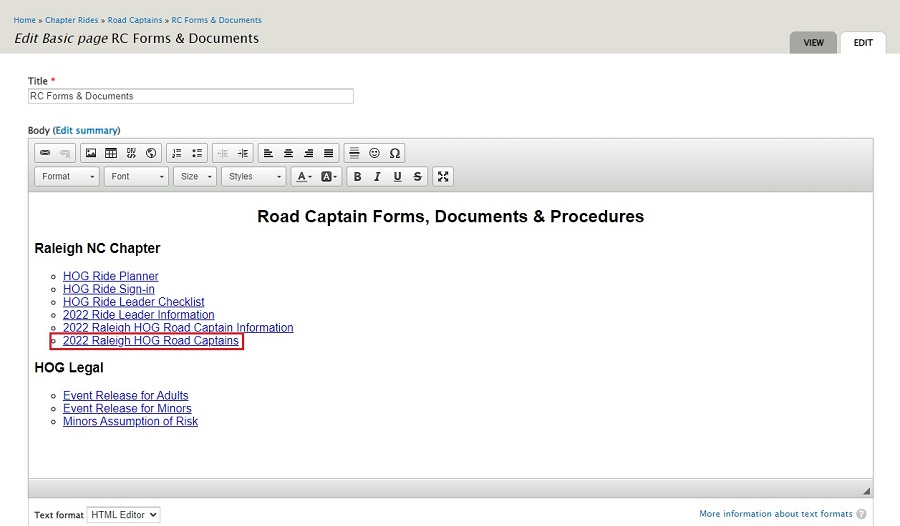 Home » Chapter Rides » Road Captains » RC Forms & Documents
Edit Basic page RC Forms & Documents
VIEW
EDIT
Title *
RC Forms & Documents
Body (Edit summary)
Format Font Size Styles A A B I U S
Road Captain Forms, Documents & Procedures
Raleigh NC Chapter
HOG Ride Planner
HOG Ride Sign-in
HOG Ride Leader Checklist
2022 Ride Leader Information
2022 Raleigh HOG Road Captain Information
2022 Raleigh HOG Road Captains
HOG Legal
Event Release for Adults
Event Release for Minors
Minors Assumption of Risk
Text format HTML Editor
More information about text formats ?